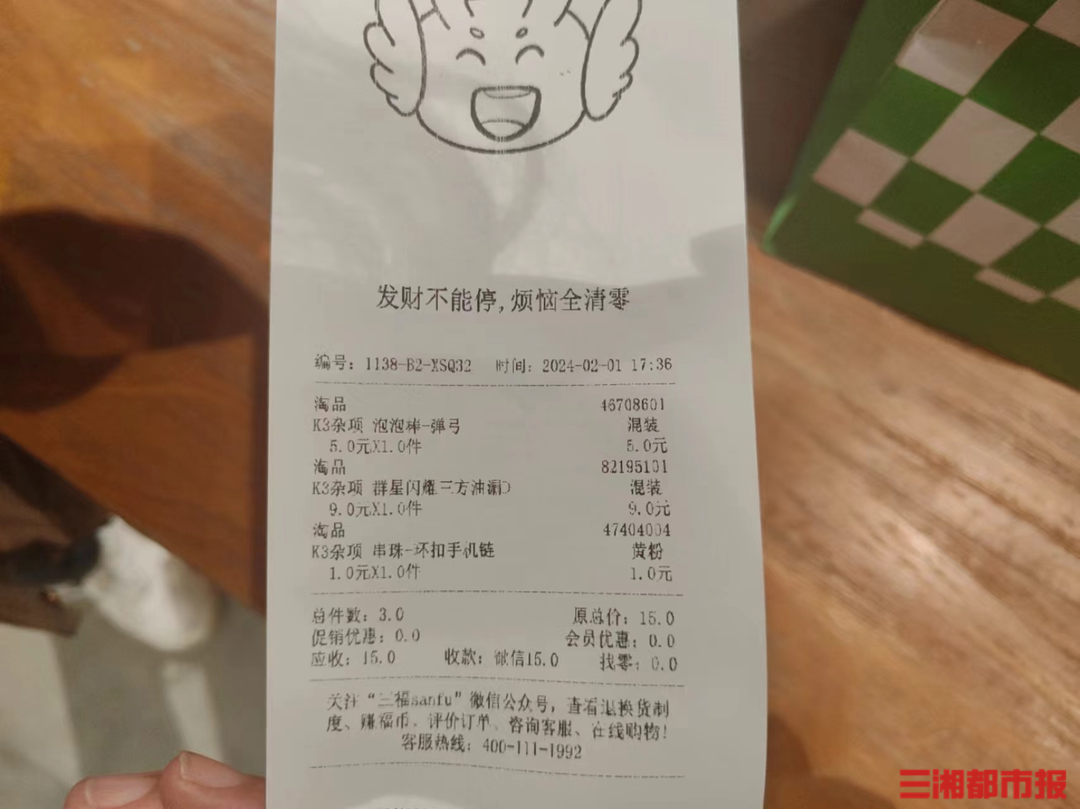 发财不能停,烦恼全清零
编号: 1138-B2-XSQ32 时间: 2024-02-01 17:36
淘品 46708601
K3杂项 泡泡棒-弹弓 混装
5.0元X1.0件 5.0元
淘品 82195101
K3杂项 群星闪耀三方油漏 混装
9.0元X1.0件 9.0元
淘品 47404004
K3杂项 串珠-环扣手机链 黄粉
1.0元X1.0件 1.0元
总件数: 3.0 原总价: 15.0
促销优惠: 0.0 会员优惠: 0.0
应收: 15.0 收款: 微信15.0 找零: 0.0
关注“三福sanfu”微信公众号, 查看退换货制
度、赚福币、评价订单、咨询客服、在线购物!
客服热线: 400-111-1992
三湘都市报